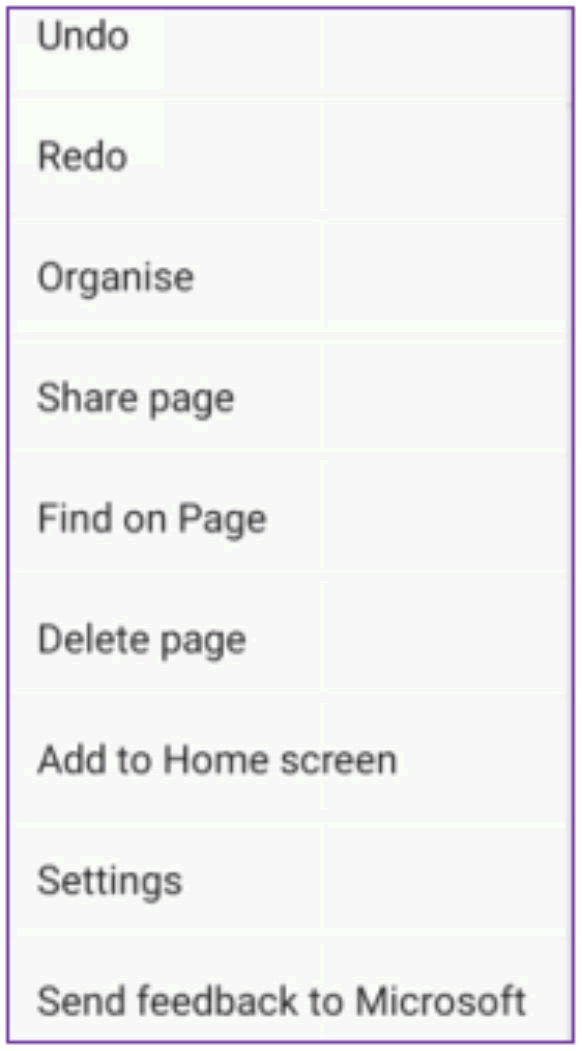 Undo
Redo
Organise
Share page
Find on Page
Delete page
Add to Home screen
Settings
Send feedback to Microsoft